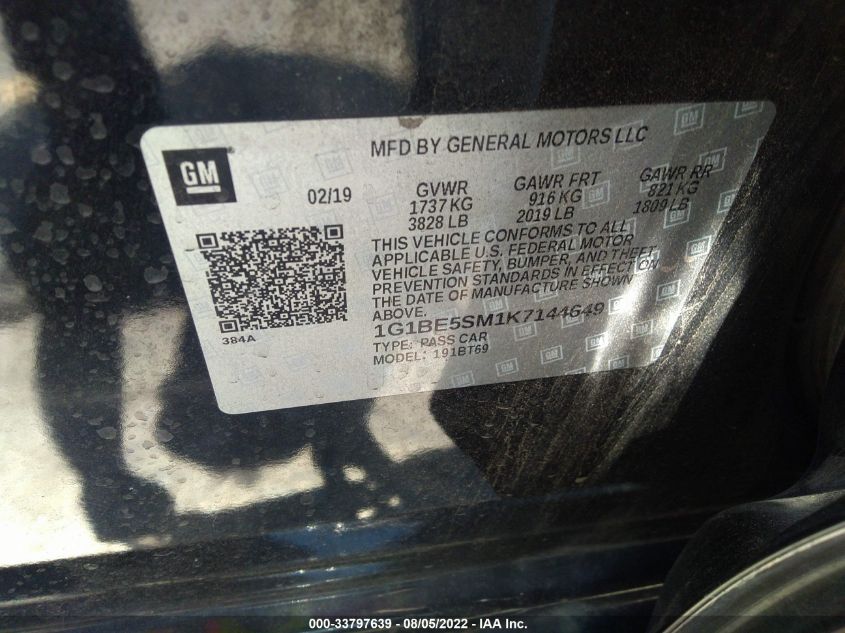 MFD BY GENERAL MOTORS LLC
GM
02/19
GVWR
1737 KG
3828 LB
GAWR FRT
916 KG
2019 LB
GAWR RR
821 KG
1809 LB
THIS VEHICLE CONFORMS TO ALL
APPLICABLE U.S. FEDERAL MOTOR
VEHICLE SAFETY, BUMPER, AND THEFT
PREVENTION STANDARDS IN EFFECT ON
THE DATE OF MANUFACTURE SHOWN
ABOVE.
1G1BE5SM1K7144649
TYPE: PASS CAR
MODEL: 191BT69
384A
000-33797639 - 08/05/2022 - IAA Inc.